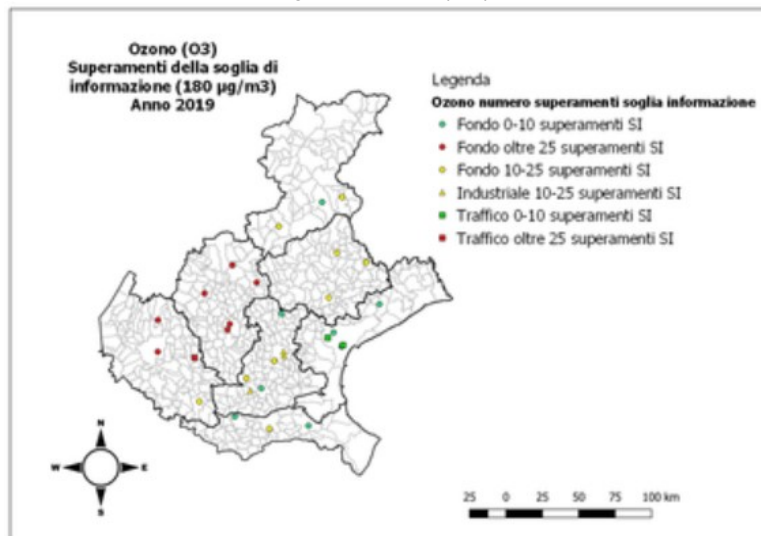 Ozono (O3)
Superamenti della soglia di
informazione (180 µg/m3)
Anno 2019
Legenda
Ozono numero superamenti soglia informazione
Fondo 0-10 superamenti SI
Fondo oltre 25 superamenti SI
Fondo 10-25 superamenti SI
Industriale 10-25 superamenti SI
Traffico 0-10 superamenti SI
Traffico oltre 25 superamenti SI
N
W E
S
25 0 25 50 75 100 km